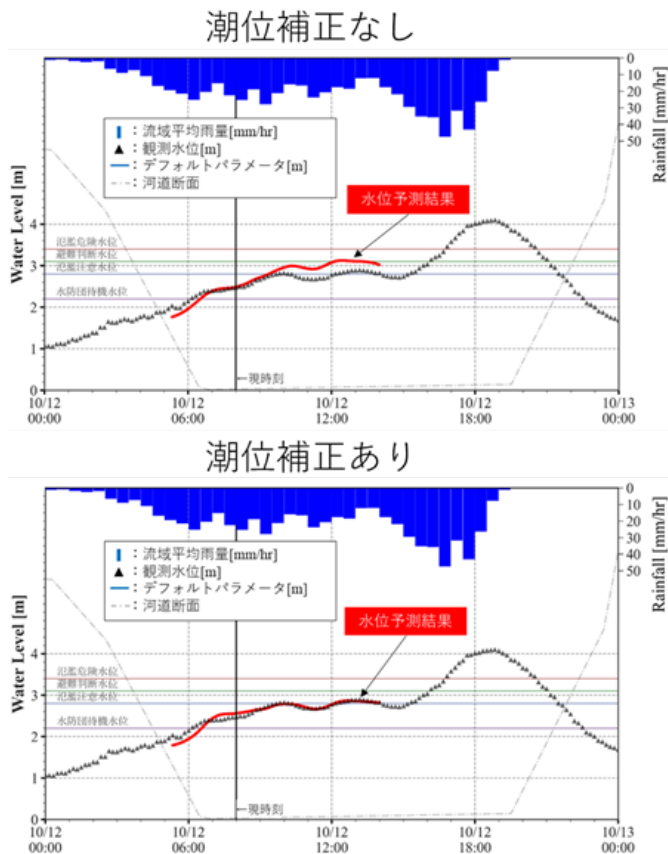 潮位補正なし
0
10
20
30
40
50
Rainfall [mm/hr]
：流域平均雨量[mm/hr]
：観測水位[m]
：デフォルトパラメータ[m]
：河道断面
水位予測結果
Water Level [m]
4
3
2
1
0
氾濫危険水位
避難判断水位
氾濫注意水位
水防団待機水位
←現時刻
10/12 10/12 10/12 10/12 10/13
00:00 06:00 12:00 18:00 00:00
潮位補正あり
0
10
20
30
40
50
Rainfall [mm/hr]
：流域平均雨量[mm/hr]
：観測水位[m]
：デフォルトパラメータ[m]
：河道断面
水位予測結果
Water Level [m]
4
3
2
1
0
氾濫危険水位
避難判断水位
氾濫注意水位
水防団待機水位
←現時刻
10/12 10/12 10/12 10/12 10/13
00:00 06:00 12:00 18:00 00:00